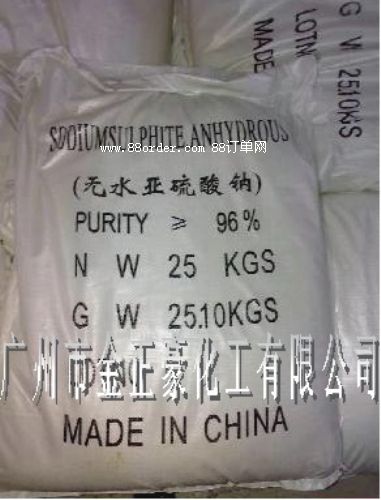 G W 25.10KGS
LOTN
MADE
SDOIUMSULPHITE ANHYDROUS
www.88order.com 88订单网
(无水亚硫酸钠)
PURITY ≥ 96%
N W 25 KGS
G W 25.10KGS
广州市金正豪化工有限公司
MADE IN CHINA